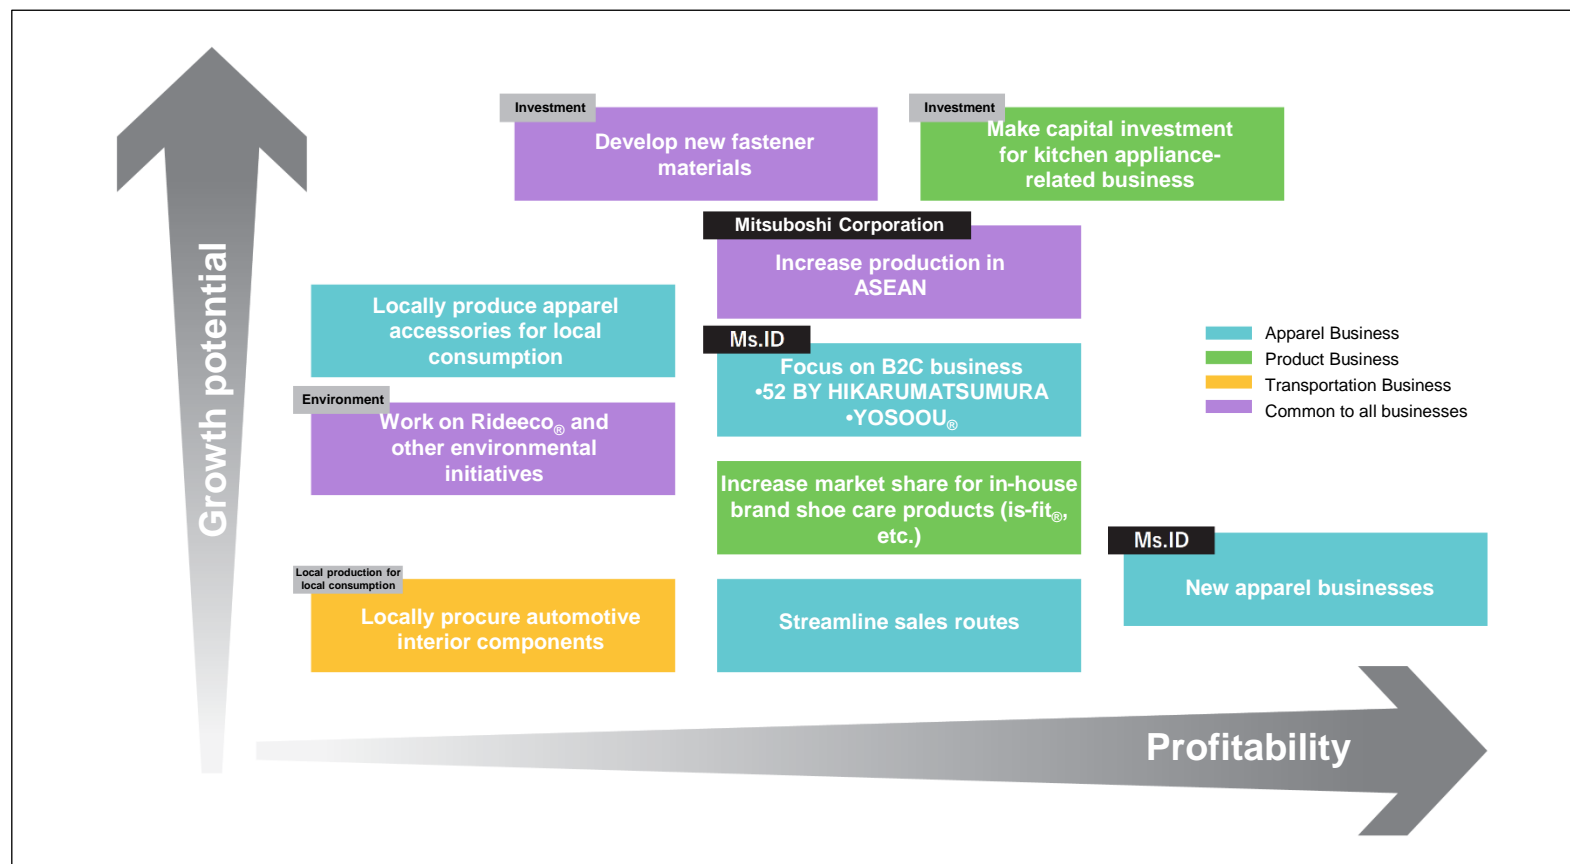 Investment
Develop new fastener
materials
Investment
Make capital investment
for kitchen appliance-
related business
Mitsuboshi Corporation
Increase production in
ASEAN
Locally produce apparel
accessories for local
consumption
Ms.ID
Focus on B2C business
•52 BY HIKARUMATSUMURA
•YOSOOU®
Environment
Work on Rideeco® and
other environmental
initiatives
Increase market share for in-house
brand shoe care products (is-fit®,
etc.)
Ms.ID
New apparel businesses
Local production for
local consumption
Locally procure automotive
interior components
Streamline sales routes
Apparel Business
Product Business
Transportation Business
Common to all businesses
Growth potential
Profitability